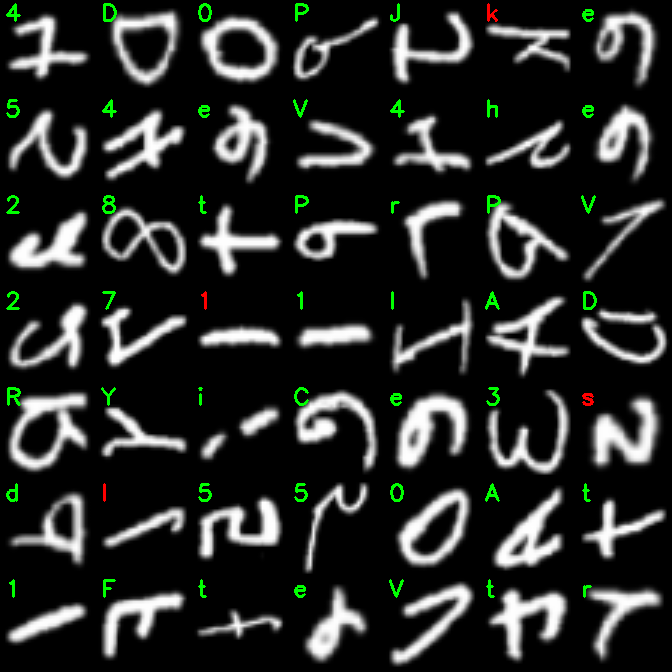 4 D 0 P J k e
5 4 e V 4 h e
2 8 t P r P V
2 7 1 1 I A D
R Y i C e 3 s
d l 5 5 0 A t
1 F t e V t r